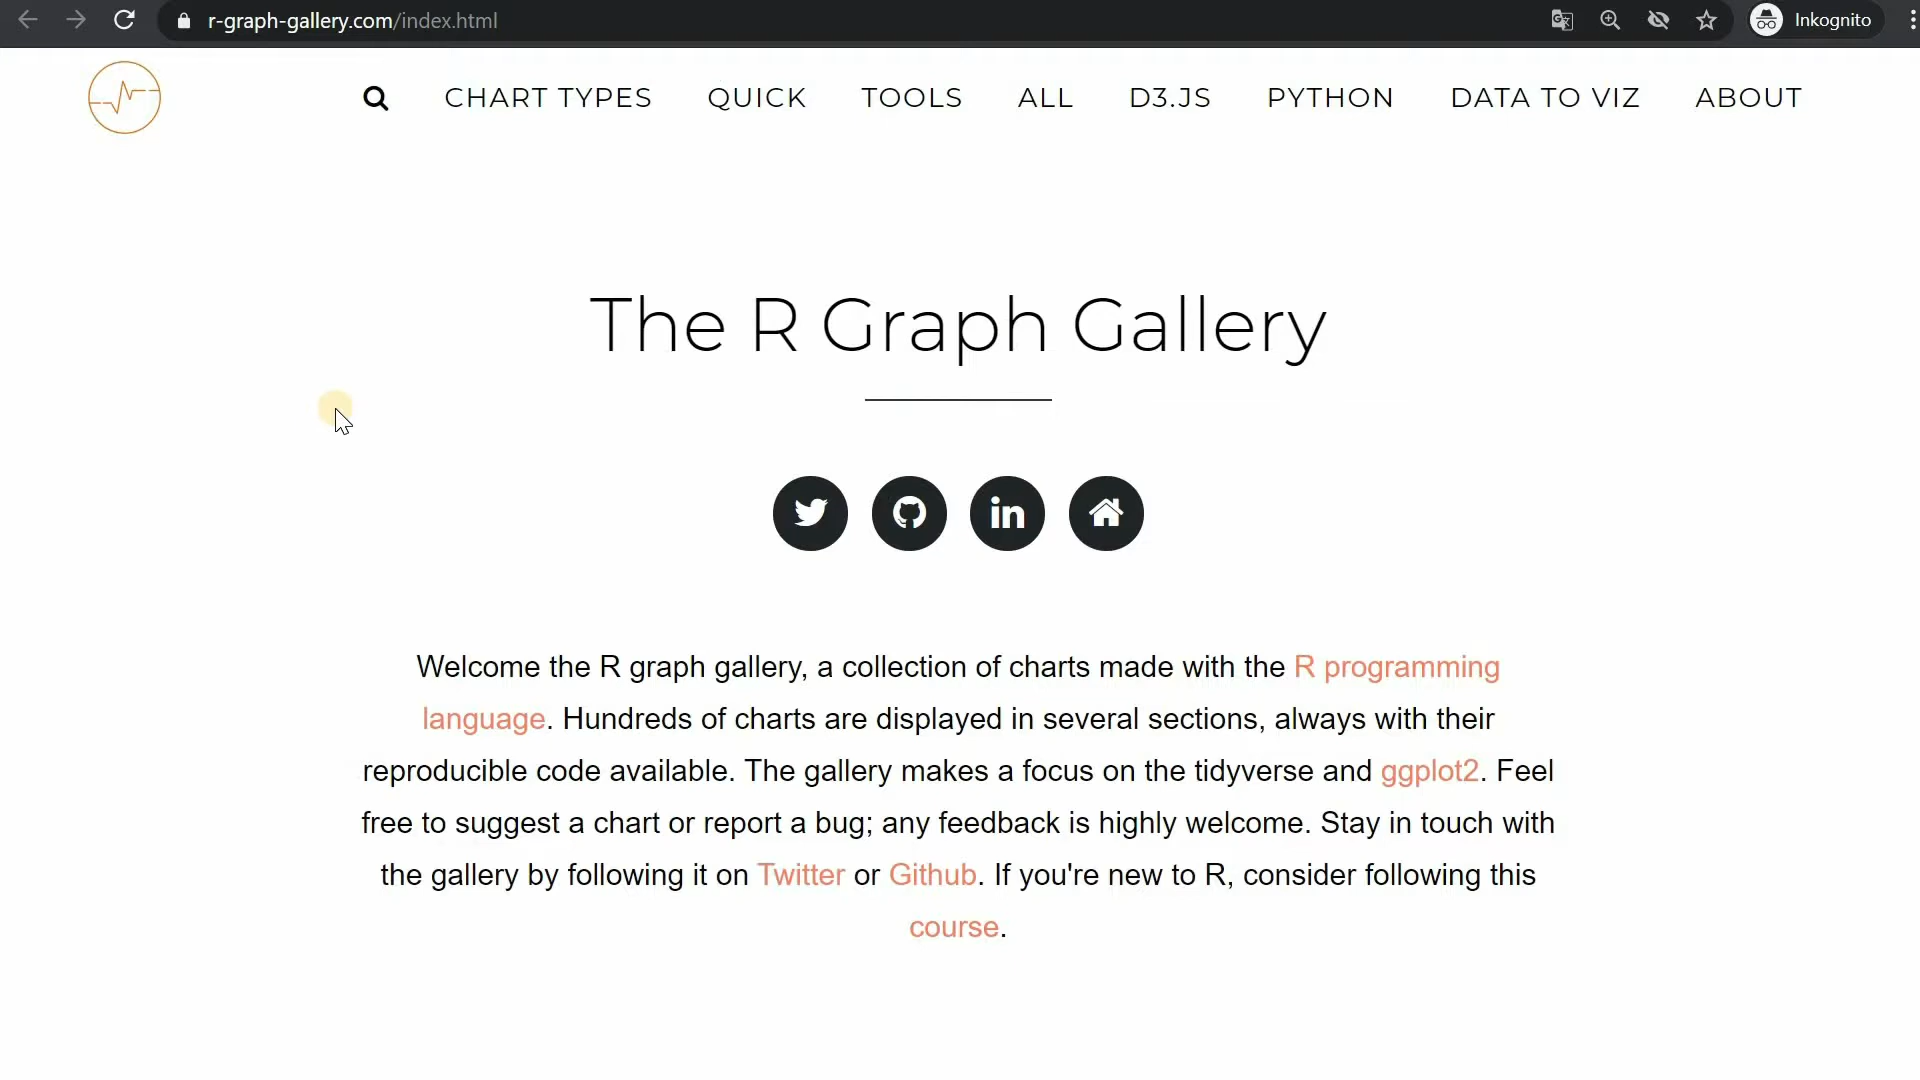 r-graph-gallery.com/index.html
Inkognito
CHART TYPES QUICK TOOLS ALL D3.JS PYTHON DATA TO VIZ ABOUT
The R Graph Gallery
in
Welcome the R graph gallery, a collection of charts made with the R programming
language. Hundreds of charts are displayed in several sections, always with their
reproducible code available. The gallery makes a focus on the tidyverse and ggplot2. Feel
free to suggest a chart or report a bug; any feedback is highly welcome. Stay in touch with
the gallery by following it on Twitter or Github. If you're new to R, consider following this
course.